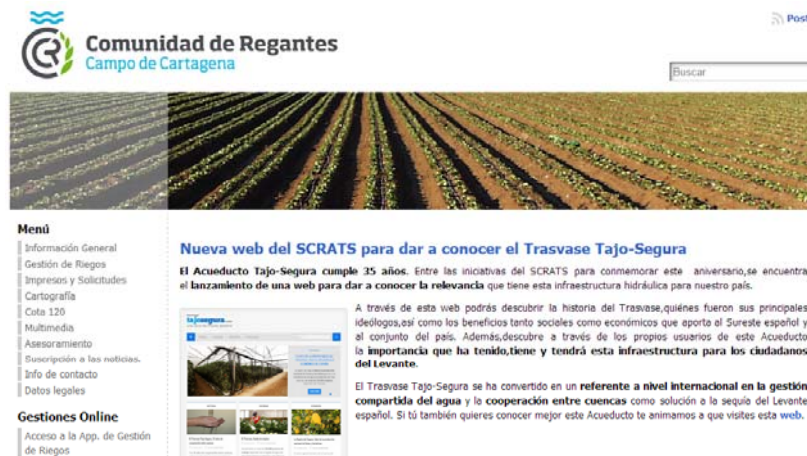 Post
Comunidad de Regantes
Campo de Cartagena
Buscar
Menú
Información General
Gestión de Riegos
Impresos y Solicitudes
Cartografía
Cota 120
Multimedia
Asesoramiento
Suscripción a las noticias.
Info de contacto
Datos legales
Gestiones Online
Acceso a la App. de Gestión
de Riegos
Nueva web del SCRATS para dar a conocer el Trasvase Tajo-Segura
El Acueducto Tajo-Segura cumple 35 años. Entre las iniciativas del SCRATS para conmemorar este aniversario,se encuentra
el lanzamiento de una web para dar a conocer la relevancia que tiene esta infraestructura hidráulica para nuestro país.
tajosegura
A través de esta web podrás descubrir la historia del Trasvase,quiénes fueron sus principales
ideólogos,así como los beneficios tanto sociales como económicos que aporta al Sureste español y
al conjunto del país. Además,descubre a través de los propios usuarios de este Acueducto
la importancia que ha tenido,tiene y tendrá esta infraestructura para los ciudadanos
del Levante.
El Trasvase Tajo-Segura se ha convertido en un referente a nivel internacional en la gestión
compartida del agua y la cooperación entre cuencas como solución a la sequía del Levante
español. Si tú también quieres conocer mejor este Acueducto te animamos a que visites esta web.